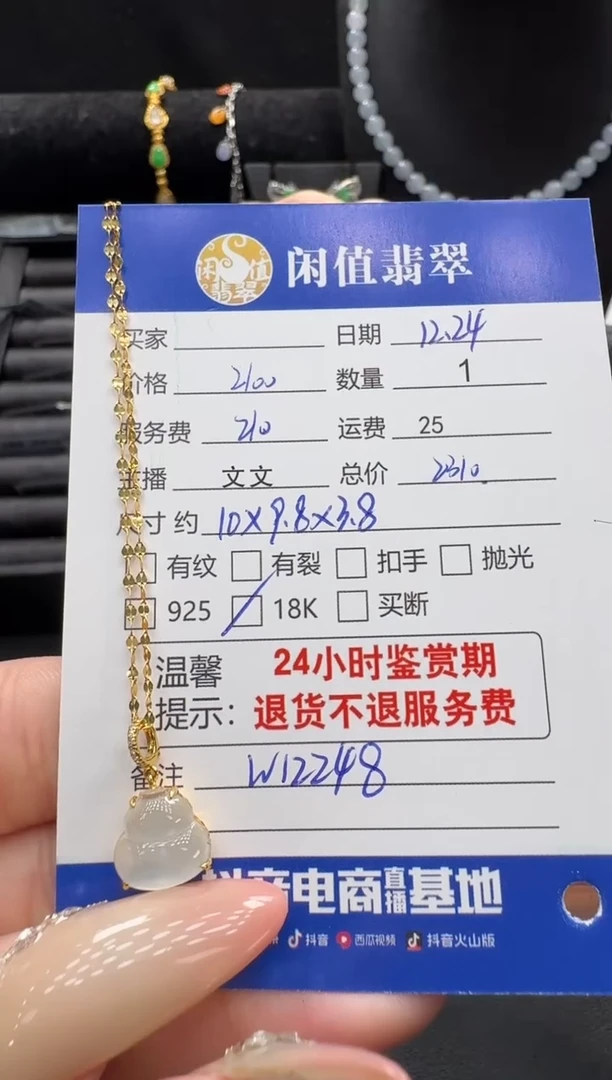 闲值翡翠
闲值翡翠
买家 日期 12.24
价格 2100 数量 1
服务费 210 运费 25
主播 文文 总价 2310
尺寸 约 10X9.8X3.8
有纹 有裂 扣手 抛光
925 18K 买断
温馨 24小时鉴赏期
提示: 退货不退服务费
备注 W12248
抖音电商直播基地
抖音 西瓜视频 抖音火山版